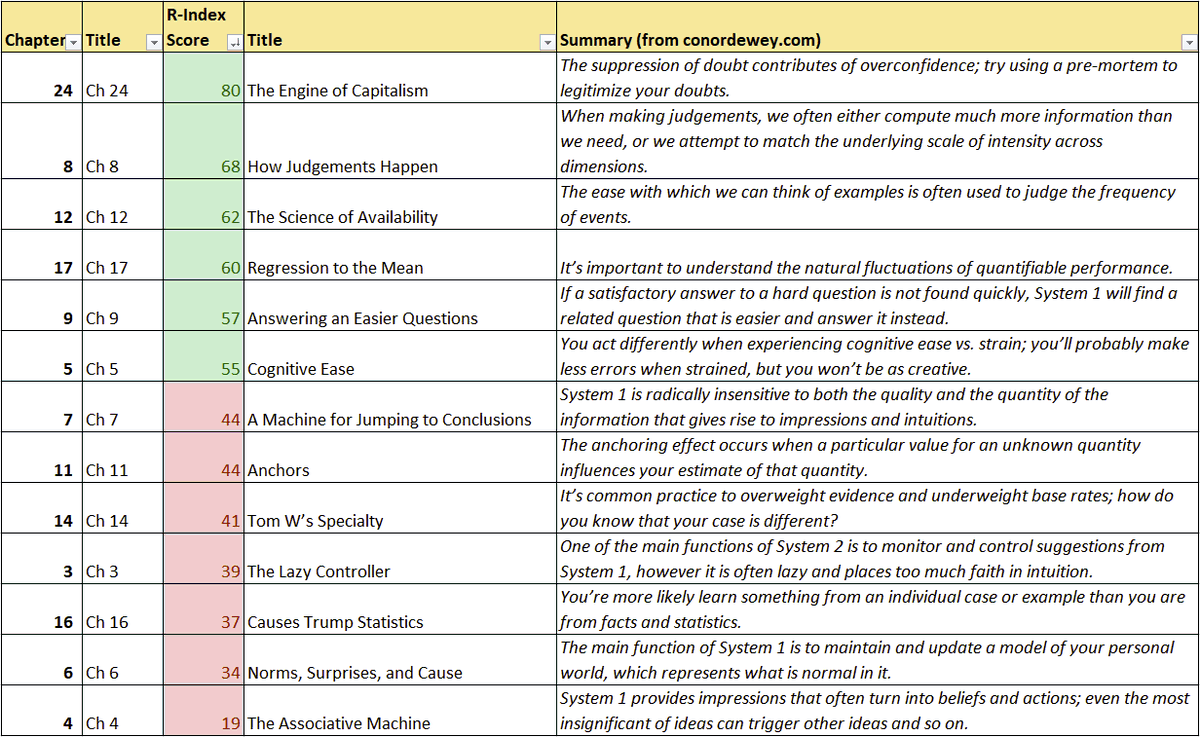 R-Index
Chapter Title Score Title Summary (from conordewey.com)
The suppression of doubt contributes of overconfidence; try using a pre-mortem to
24 Ch 24 80 The Engine of Capitalism legitimize your doubts.
When making judgements, we often either compute much more information than
we need, or we attempt to match the underlying scale of intensity across
8 Ch 8 68 How Judgements Happen dimensions.
The ease with which we can think of examples is often used to judge the frequency
12 Ch 12 62 The Science of Availability of events.
17 Ch 17 60 Regression to the Mean It’s important to understand the natural fluctuations of quantifiable performance.
If a satisfactory answer to a hard question is not found quickly, System 1 will find a
9 Ch 9 57 Answering an Easier Questions related question that is easier and answer it instead.
You act differently when experiencing cognitive ease vs. strain; you’ll probably make
5 Ch 5 55 Cognitive Ease less errors when strained, but you won’t be as creative.
System 1 is radically insensitive to both the quality and the quantity of the
7 Ch 7 44 A Machine for Jumping to Conclusions information that gives rise to impressions and intuitions.
The anchoring effect occurs when a particular value for an unknown quantity
11 Ch 11 44 Anchors influences your estimate of that quantity.
It’s common practice to overweight evidence and underweight base rates; how do
14 Ch 14 41 Tom W’s Specialty you know that your case is different?
One of the main functions of System 2 is to monitor and control suggestions from
3 Ch 3 39 The Lazy Controller System 1, however it is often lazy and places too much faith in intuition.
You’re more likely learn something from an individual case or example than you are
16 Ch 16 37 Causes Trump Statistics from facts and statistics.
The main function of System 1 is to maintain and update a model of your personal
6 Ch 6 34 Norms, Surprises, and Cause world, which represents what is normal in it.
System 1 provides impressions that often turn into beliefs and actions; even the most
4 Ch 4 19 The Associative Machine insignificant of ideas can trigger other ideas and so on.